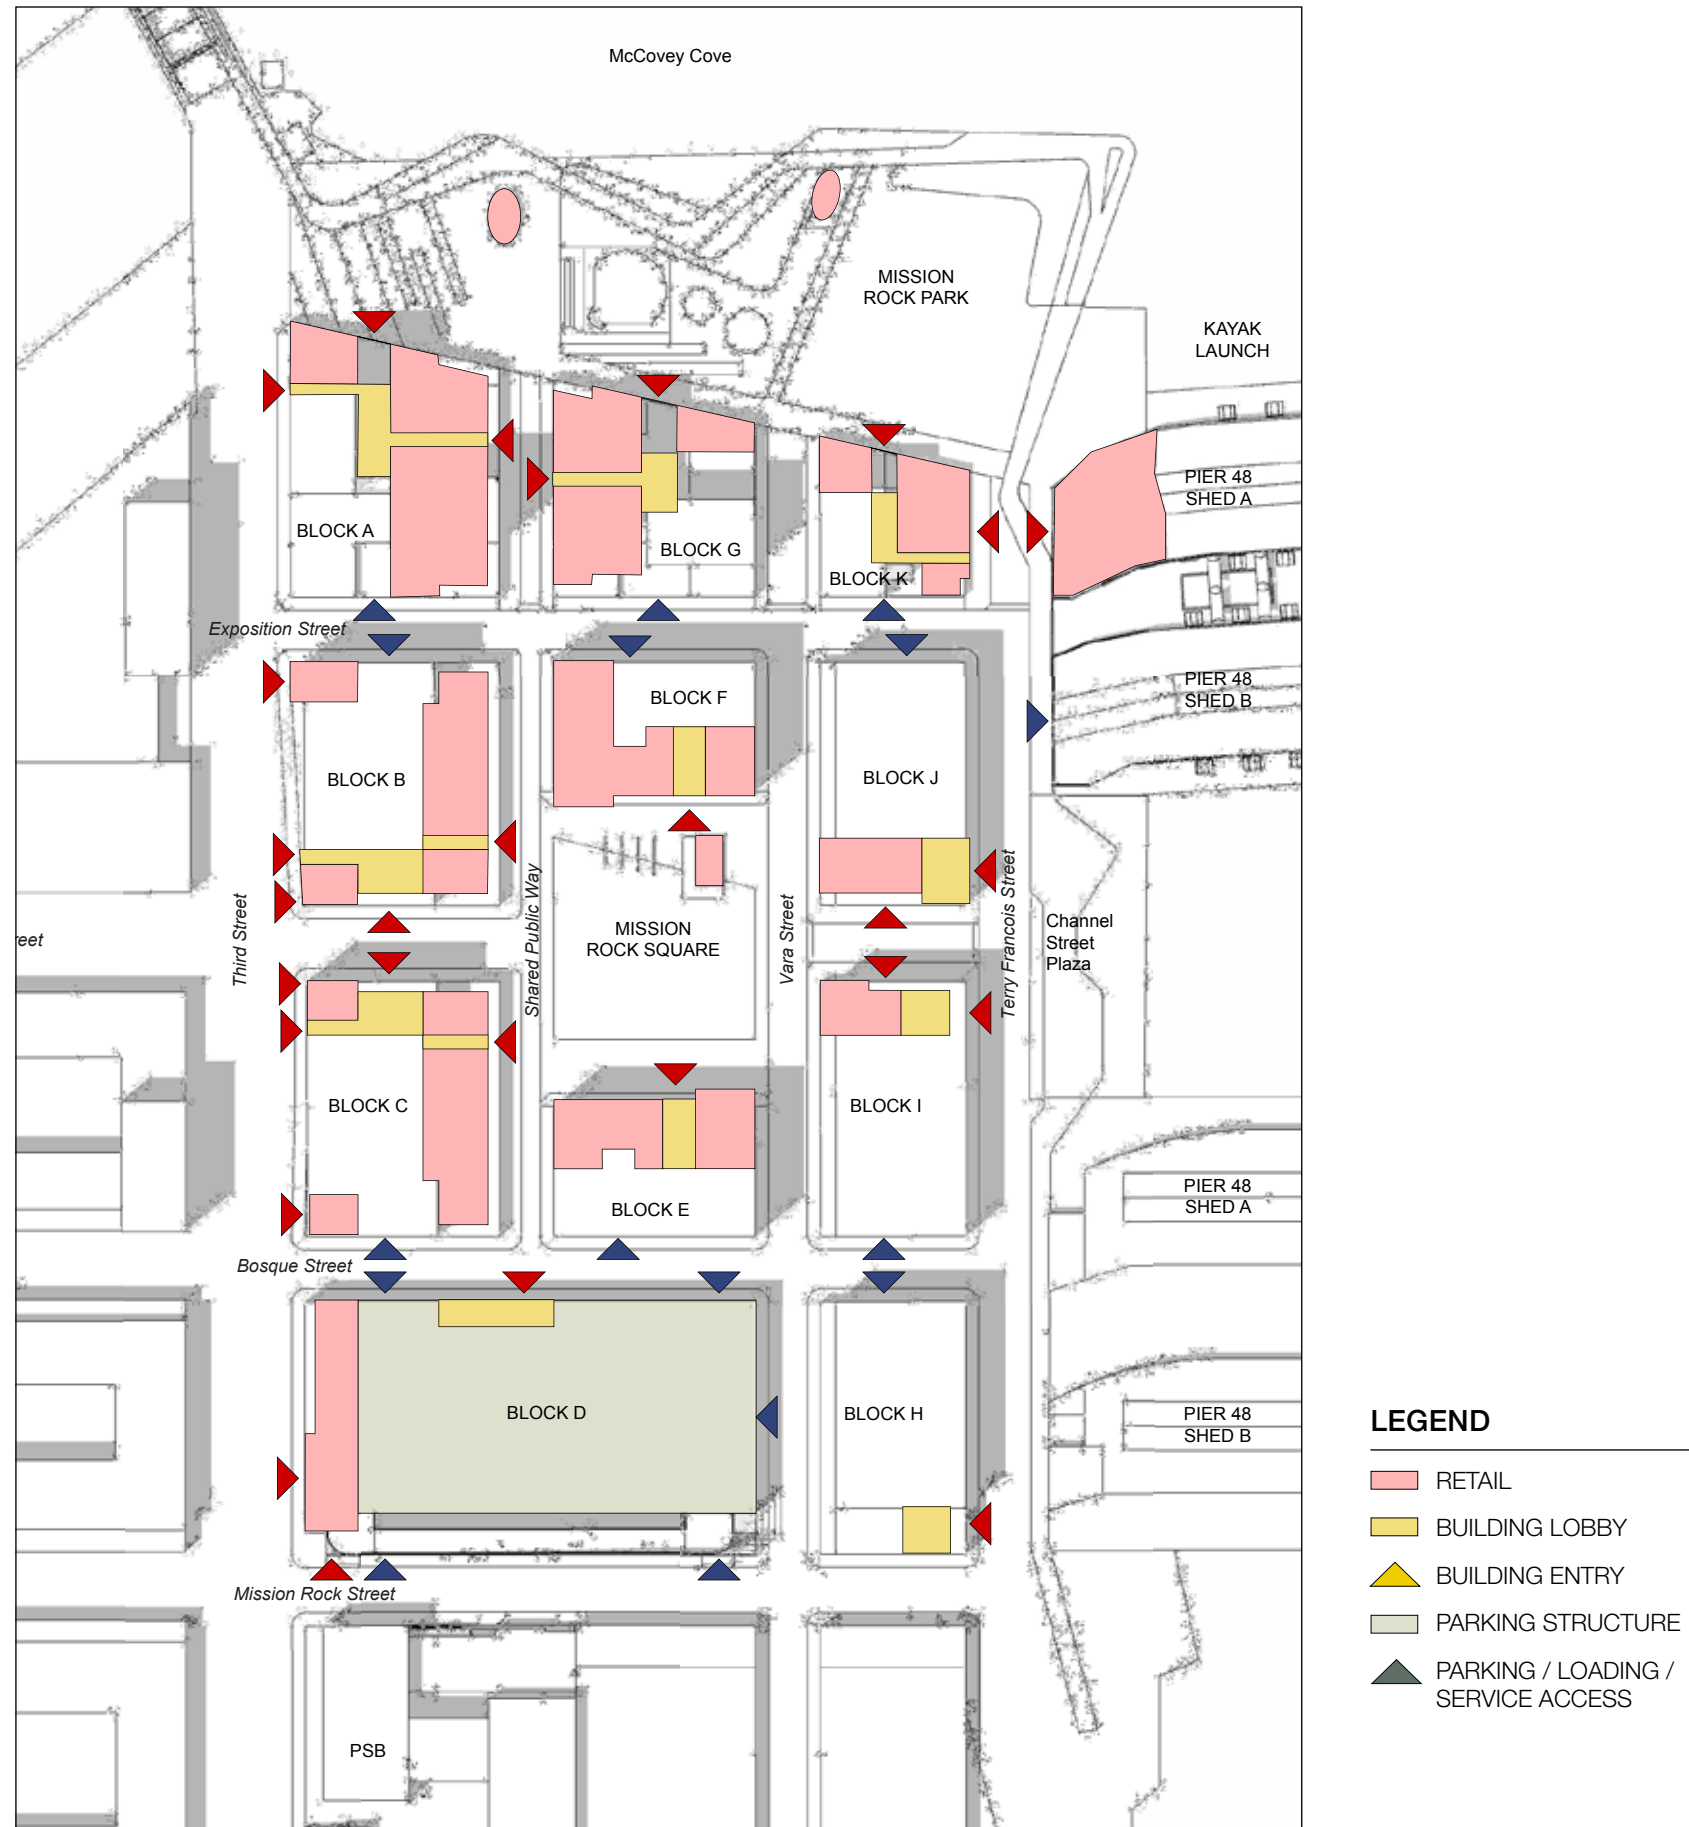 McCovey Cove
MISSION
ROCK PARK
KAYAK
LAUNCH
PIER 48
SHED A
BLOCK A
BLOCK G
BLOCK K
Exposition Street
BLOCK F
PIER 48
SHED B
BLOCK B
BLOCK J
Third Street
Shared Public Way
MISSION
ROCK SQUARE
Vara Street
Terry Francois Street
Channel
Street
Plaza
reet
BLOCK C
BLOCK I
BLOCK E
PIER 48
SHED A
Bosque Street
BLOCK D
BLOCK H
PIER 48
SHED B
Mission Rock Street
PSB
LEGEND
RETAIL
BUILDING LOBBY
BUILDING ENTRY
PARKING STRUCTURE
PARKING / LOADING /
SERVICE ACCESS